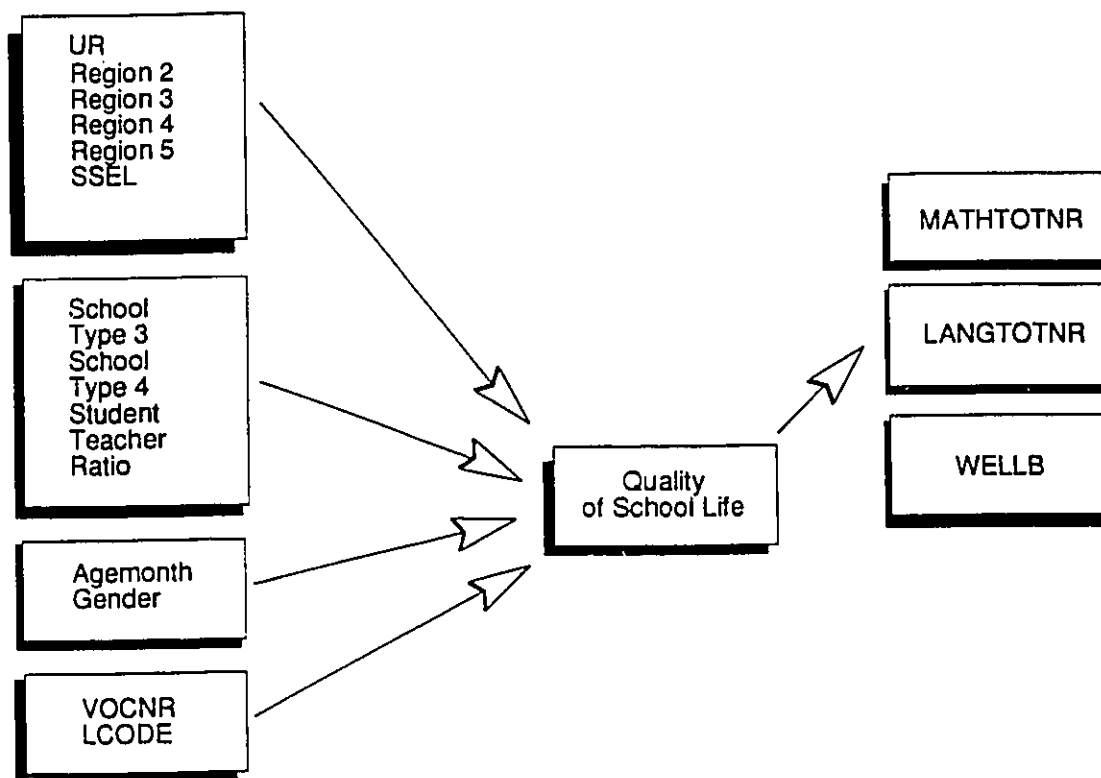 UR
Region 2
Region 3
Region 4
Region 5
SSEL
School
Type 3
School
Type 4
Student
Teacher
Ratio
Agemonth
Gender
VOCNR
LCODE
Quality
of School Life
MATHTOTNR
LANGTOTNR
WELLB